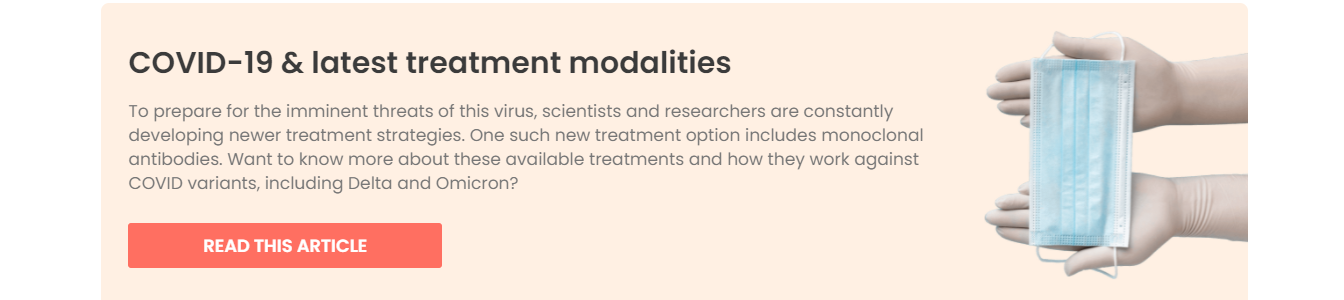 COVID-19 & latest treatment modalities
To prepare for the imminent threats of this virus, scientists and researchers are constantly
developing newer treatment strategies. One such new treatment option includes monoclonal
antibodies. Want to know more about these available treatments and how they work against
COVID variants, including Delta and Omicron?
READ THIS ARTICLE